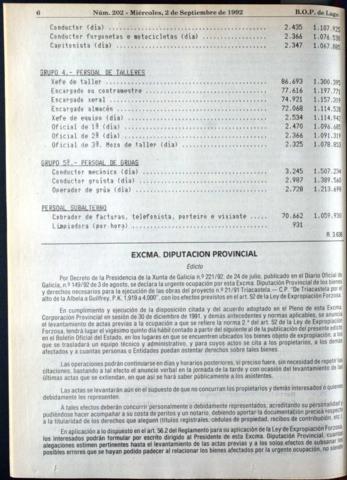 6 Núm. 202 - Miércoles, 2 de Septiembre de 1992 B.O.P. de Lugo
Conductor (día) 2.435 1.107.925
Conductor furgonetas e motocicletas (día) 2.366
Capitonista (día) 2.347
GRUPO 4.- PERSOAL DE TALLERES
Xefe de taller 86.693 1.300.395
Encargado ou contramestre 77.616 1.197.771
Encargado xeral 74.921 1.157.319
Encargado almacén 72.068 1.114.528
Xefe de equipo (día) 2.534 1.114.942
Oficial de 1ª (día) 2.470 1.096.685
Oficial de 2ª (día) 2.366 1.091.319
Oficial de 3ª. Mozo de taller (día) 2.325 1.078.853
GRUPO 5º.- PERSOAL DE GRUAS
Conductor mecánico (día) 3.245 1.507.234
Conductor gruista (día) 2.987 1.389.560
Operador de grúa (día) 2.728 1.213.698
PERSOAL SUBALTERNO
Cobrador de facturas, telefonista, porteiro e vixiante 70.662 1.059.930
Limpiadora (por hora) 931
EXCMA. DIPUTACION PROVINCIAL
Edicto
Por Decreto de la Presidencia de la Xunta de Galicia n.º 221/92, de 24 de julio, publicado en el Diario Oficial de
Galicia, n.º 149/92 de 3 de agosto, se declara la urgente ocupación por esta Excma. Diputación Provincial de los bienes
y derechos necesarios para la ejecución de las obras del proyecto n.º 21/91 Triacastela — C.P. "De Triacastela por el
alto de la Albela a Guilfrey, P.K. 1,919 a 4,000", con los efectos previstos en el art. 52 de la Ley de Expropiación Forzosa.
En cumplimiento y ejecución de la disposición citada y del acuerdo adoptado en el Pleno de esta Excma.
Corporación Provincial en sesión de 30 de diciembre de 1991, y demás antecedentes y normas aplicables, se anuncia
el levantamiento de actas previas a la ocupación a que se refiere la norma 2.ª del art. 52 de la Ley de Expropiación
Forzosa, tendrá lugar el vigésimo quinto día hábil contado a partir del siguiente al de la publicación del presente edicto
en el Boletín Oficial del Estado, en los lugares en que se encuentren ubicados los bienes objeto de expropiación, a los
que se trasladará un equipo técnico y administrativo, y para cuyos actos se cita a los propietarios, a los demás
afectados y a cuantas personas o Entidades puedan ostentar derechos sobre tales bienes.
Las operaciones podrán continuarse en días y horarios posteriores, si preciso fuera, sin necesidad de repetir las
citaciones, bastando a tal efecto el anuncio verbal en la jornada de la tarde y con ocasión del levantamiento de las
últimas actas que se extiendan, en que así se hará saber públicamente a los asistentes.
Las actas se levantarán aún en el supuesto de que no concurran los propietarios y demás interesados o quienes
debidamente les representen.
A tales efectos deberán concurrir personalmente o debidamente representados, acreditando su personalidad y
pudiéndose hacer acompañar a su costa de peritos y un notario, debiendo aportar la documentación precisa respecto
a la titularidad de los derechos que aleguen (títulos registrales, cédulas de propiedad, recibos de contribución, etc.).
En aplicación a lo dispuesto en el art. 56.2 del Reglamento para su aplicación de la Ley de Expropiación Forzosa,
los interesados podrán formular por escrito dirigido al Presidente de esta Excma. Diputación Provincial, cuantas
alegaciones estimen pertinentes hasta el levantamiento de las actas previas y a los solos efectos de subsanar los
posibles errores que se hayan podido padecer al relacionar los bienes afectados por la urgente ocupación, no siendo